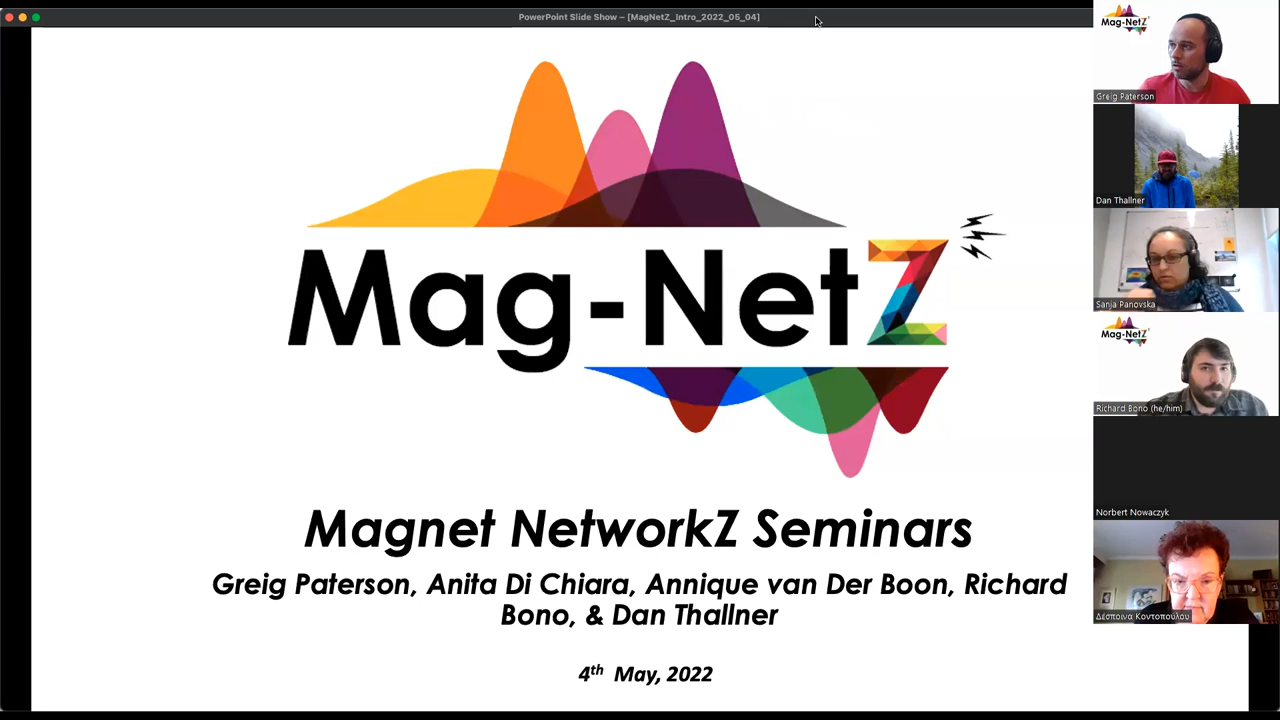 PowerPoint Slide Show – [MagNetZ_Intro_2022_05_04]
Mag-NetZ
Magnet NetworkZ Seminars
Greig Paterson, Anita Di Chiara, Annique van Der Boon, Richard
Bono, & Dan Thallner
4th May, 2022
Mag-NetZ
Greig Paterson
Dan Thallner
Sanja Panovska
Mag-NetZ
Richard Bono (he/him)
Norbert Nowaczyk
Δέσποινα Κοντοπούλου